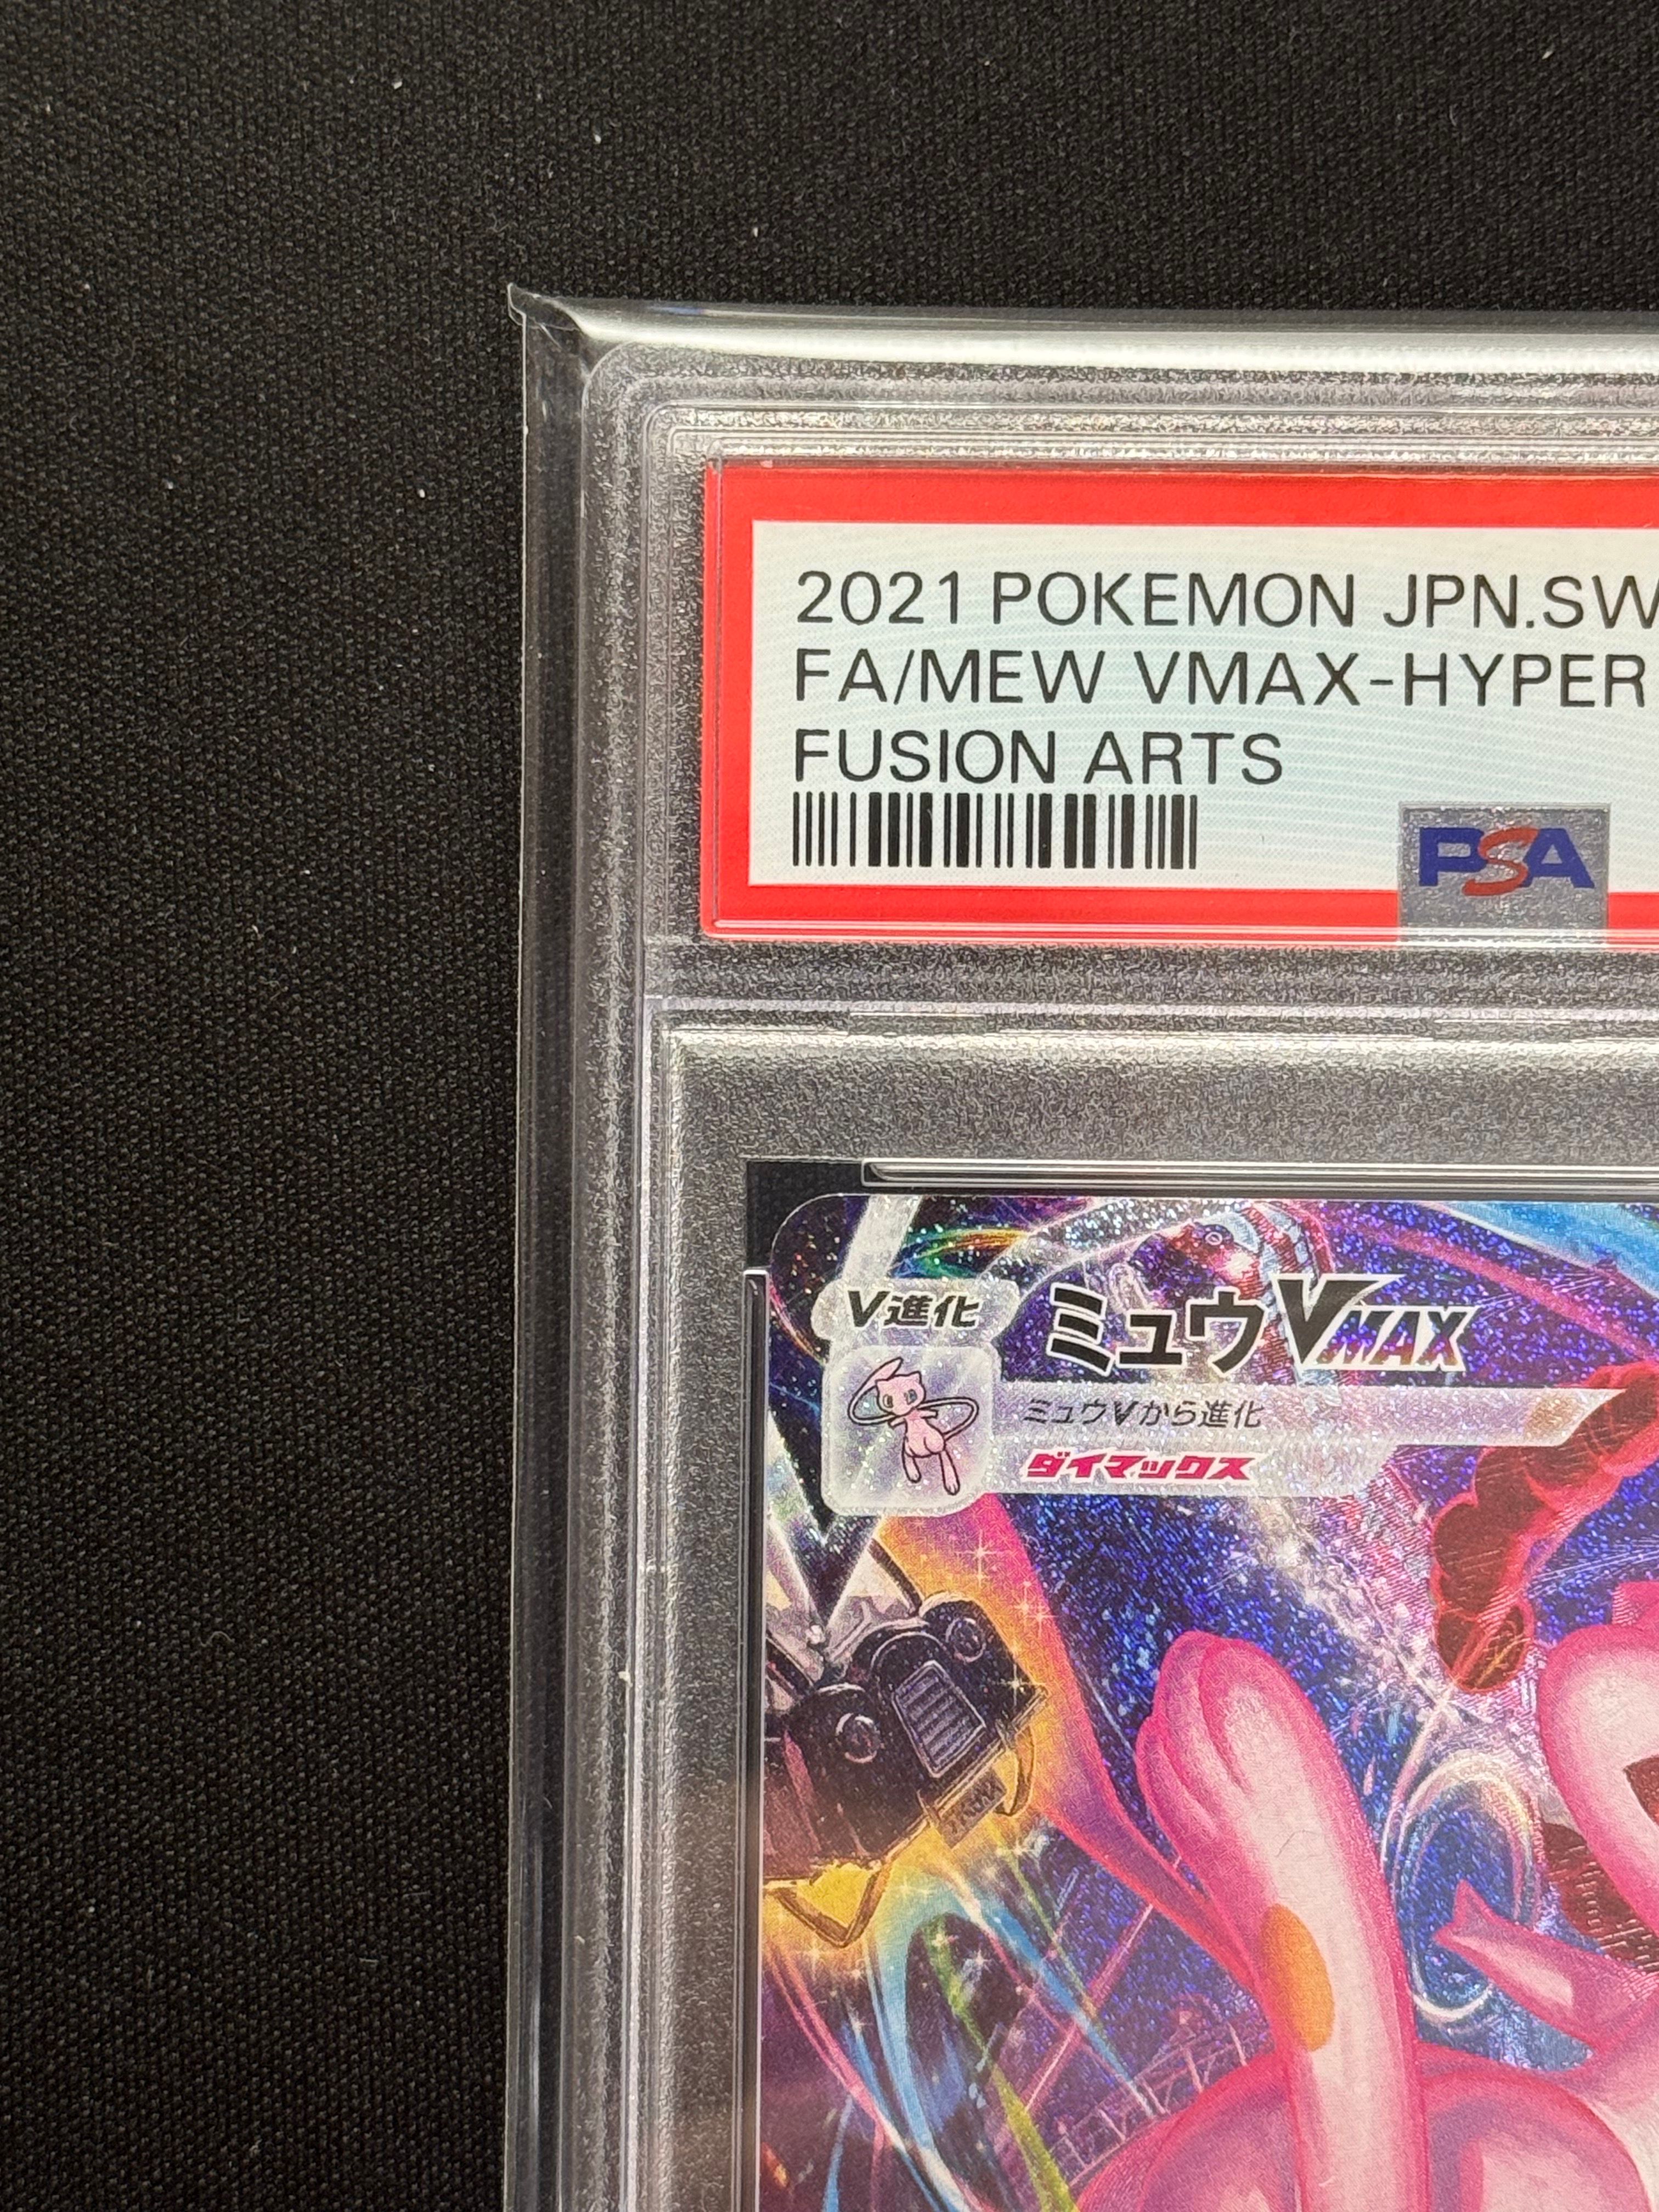 2021 POKEMON JPN.SW
FA/MEW VMAX-HYPER
FUSION ARTS
PSA
V進化
ミュウVMAX
ミュウVから進化
ダイマックス